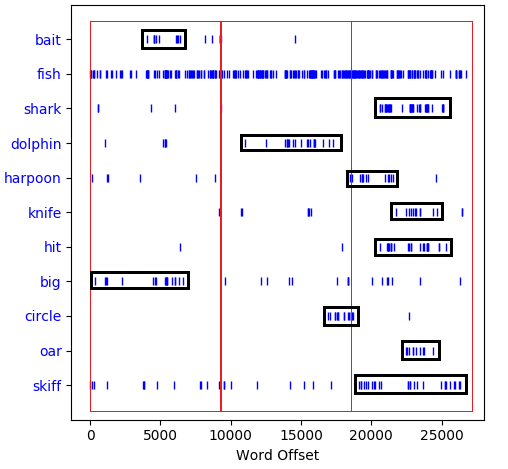 bait
fish
shark
dolphin
harpoon
knife
hit
big
circle
oar
skiff
0 5000 10000 15000 20000 25000
Word Offset